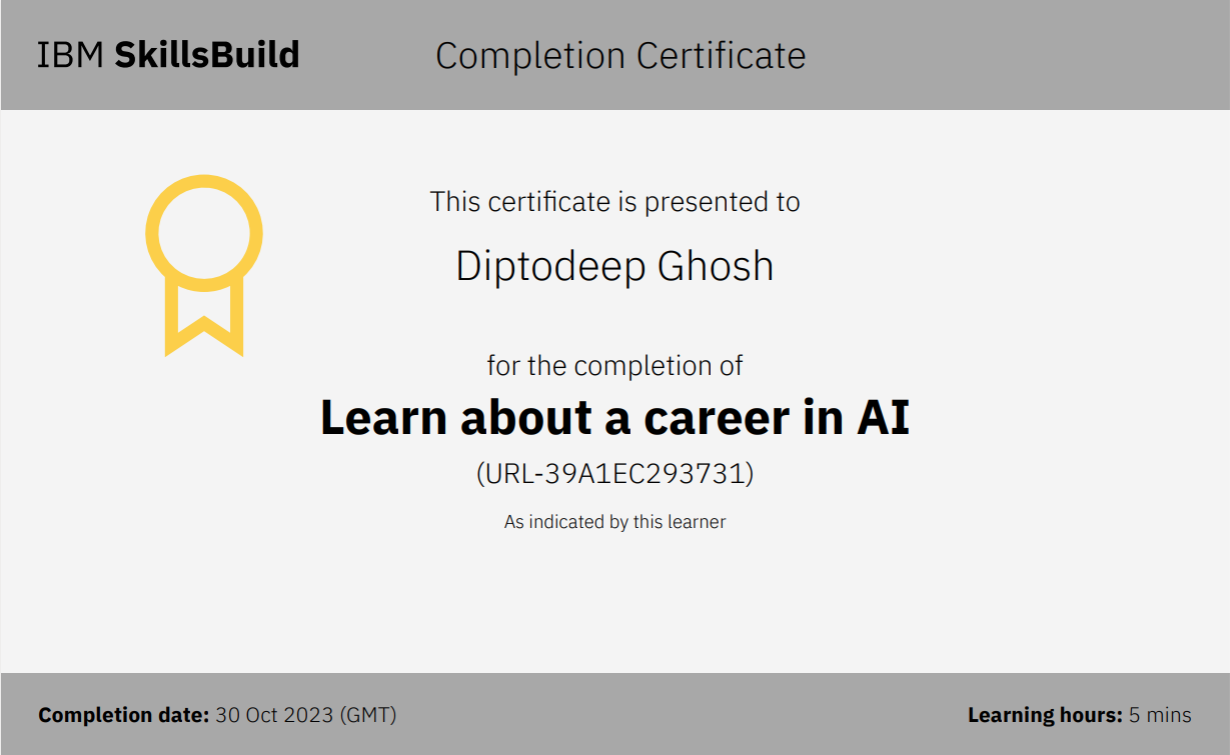 IBM SkillsBuild
Completion Certificate
This certificate is presented to
Diptodeep Ghosh
for the completion of
Learn about a career in AI
(URL-39A1EC293731)
As indicated by this learner
Completion date: 30 Oct 2023 (GMT)
Learning hours: 5 mins